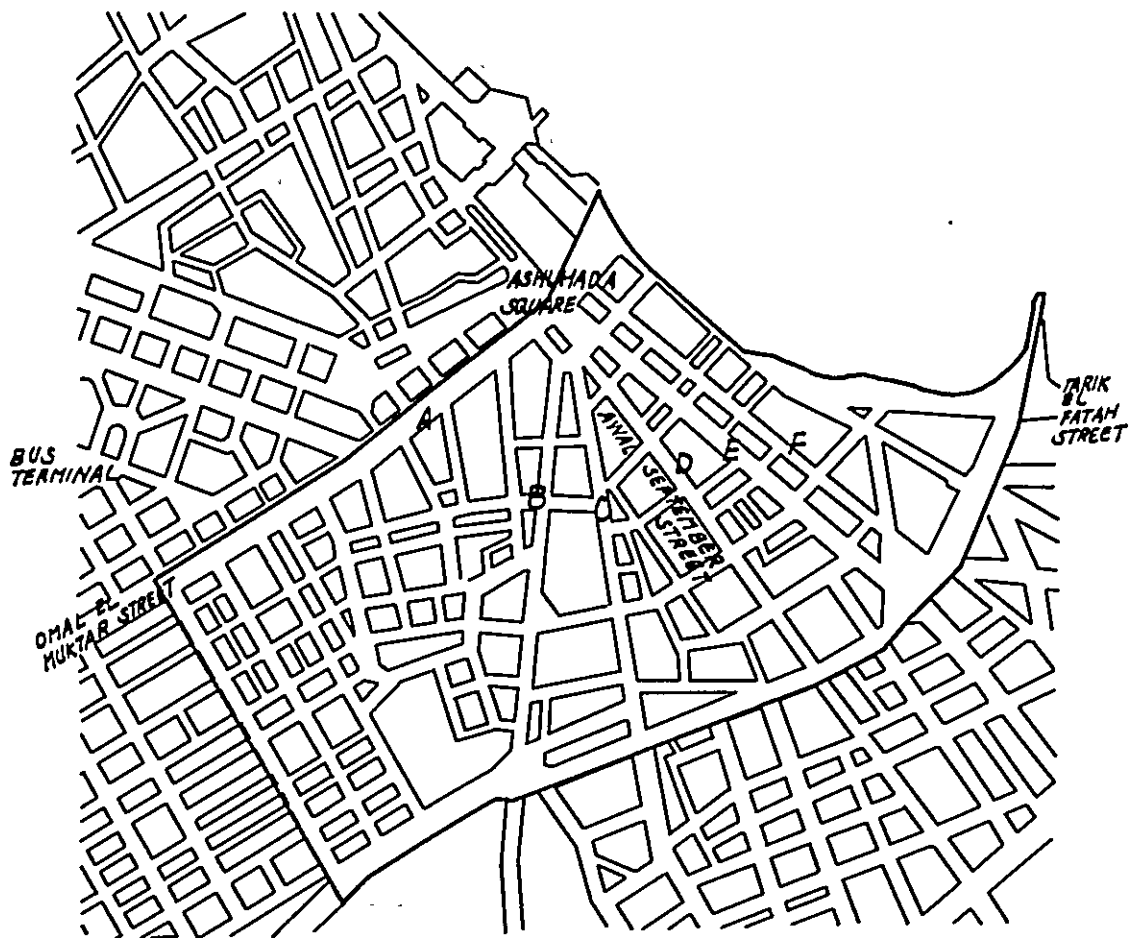 ASHUHADA
SQUARE
TARIK
EL
FATAH
STREET
A
AWAL
SEPTEMBER
STREET
D
E
F
BUS
TERMINAL
B
C
OMAL EL
MUKTAR STREET